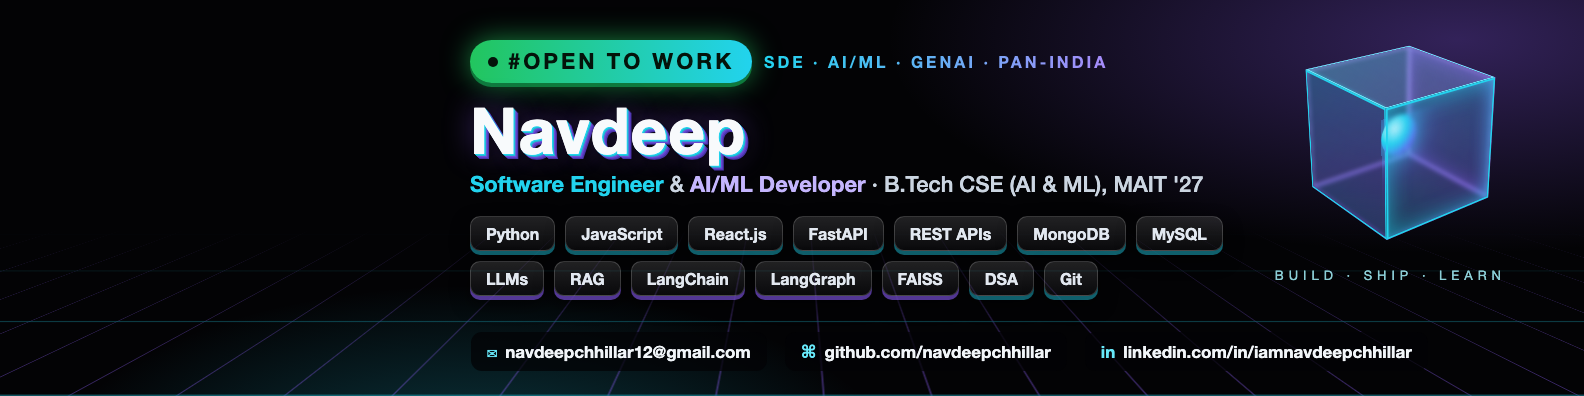 #OPEN TO WORK SDE · AI/ML · GENAI · PAN-INDIA
Navdeep
Software Engineer & AI/ML Developer · B.Tech CSE (AI & ML), MAIT '27
Python JavaScript React.js FastAPI REST APIs MongoDB MySQL
LLMs RAG LangChain LangGraph FAISS DSA Git
BUILD · SHIP · LEARN
✉ navdeepchhillar12@gmail.com ⌘ github.com/navdeepchhillar in linkedin.com/in/iamnavdeepchhillar